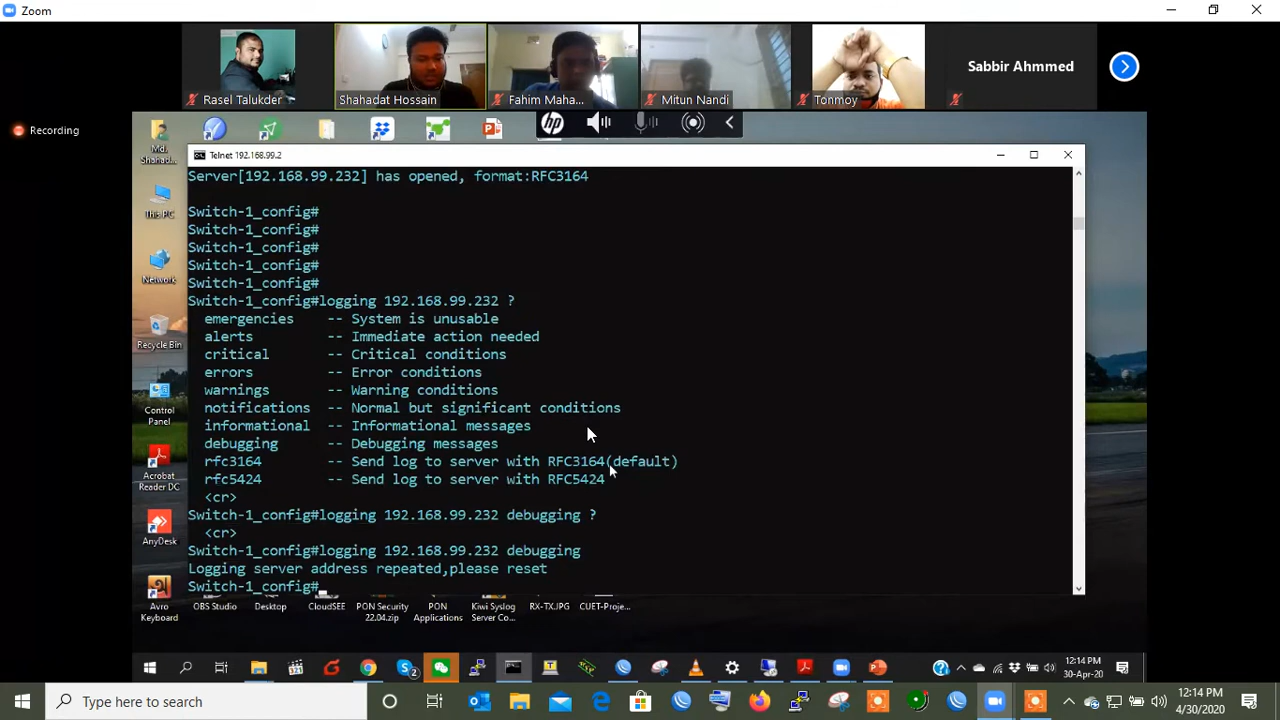 Zoom
Rasel Talukder
Shahadat Hossain
Fahim Maha...
Mitun Nandi
Tonmoy
Sabbir Ahmmed
Recording
Md.
Shahad...
This PC
Network
Recycle Bin
Control
Panel
Acrobat
Reader DC
AnyDesk
Avro
Keyboard
hp
Telnet 192.168.99.2
Server[192.168.99.232] has opened, format:RFC3164
Switch-1_config#
Switch-1_config#
Switch-1_config#
Switch-1_config#
Switch-1_config#
Switch-1_config#logging 192.168.99.232 ?
emergencies -- System is unusable
alerts -- Immediate action needed
critical -- Critical conditions
errors -- Error conditions
warnings -- Warning conditions
notifications -- Normal but significant conditions
informational -- Informational messages
debugging -- Debugging messages
rfc3164 -- Send log to server with RFC3164(default)
rfc5424 -- Send log to server with RFC5424
<cr>
Switch-1_config#logging 192.168.99.232 debugging ?
<cr>
Switch-1_config#logging 192.168.99.232 debugging
Logging server address repeated,please reset
Switch-1_config#_
OBS Studio
Desktop
CloudSEE
PON Security
22.04.zip
PON
Applications
Kiwi Syslog
Server Co...
RX-TX.JPG
CUET-Proje...
12:14 PM
30-Apr-20
Type here to search
12:14 PM
4/30/2020